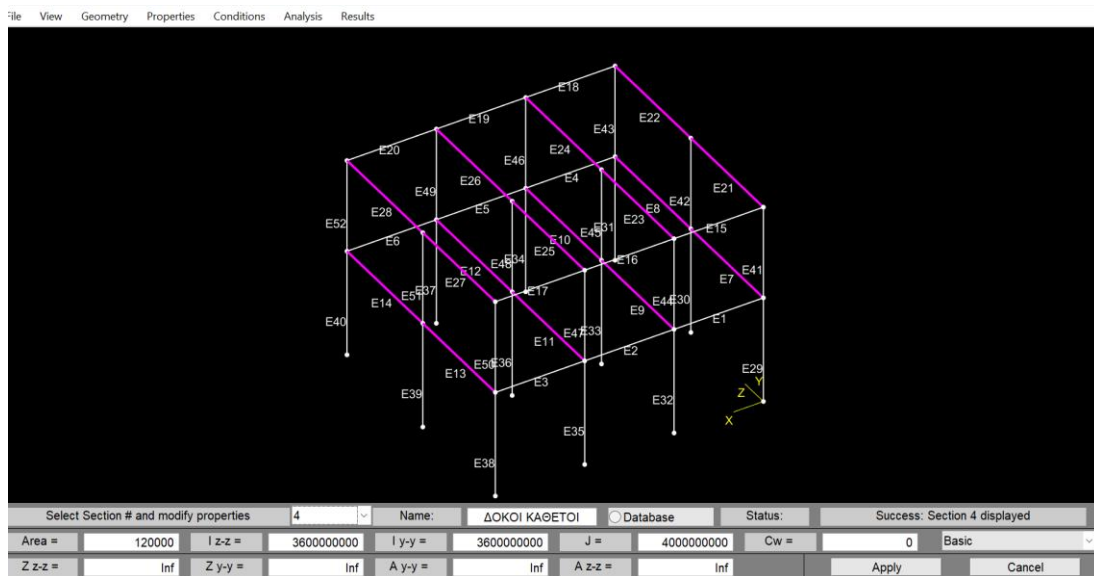 File View Geometry Properties Conditions Analysis Results
E18
E19
E43
E22
E20
E46
E24
E4
E49
E26
E21
E28
E5
E42
E8
E52
E31
E23
E45
E15
E6
E10
E34
E25
E16
E48
E12
E41
E7
E37
E27
E17
E14
E51
E44
E30
E9
E1
E40
E33
E47
E2
E11
E50
E36
E29
E13
E3
E39
E32
E35
E38
Y
Z
X
Select Section # and modify properties 4 Name: ΔΟΚΟΙ ΚΑΘΕΤΟΙ Database Status: Success: Section 4 displayed
Area = 120000 I z-z = 3600000000 I y-y = 3600000000 J = 4000000000 Cw = 0 Basic
Z z-z = Inf Z y-y = Inf A y-y = Inf A z-z = Inf Apply Cancel